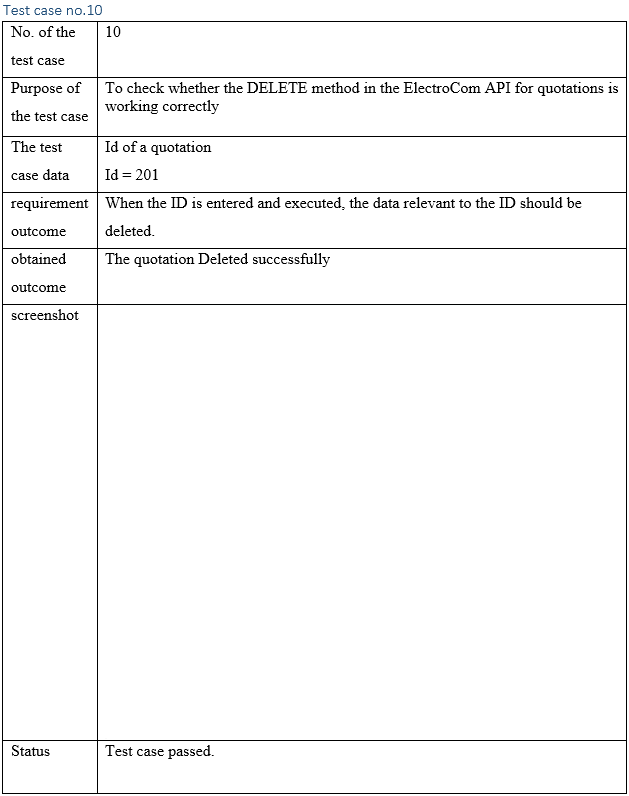 Test case no.10
No. of the 10
test case
Purpose of To check whether the DELETE method in the ElectroCom API for quotations is
the test case working correctly
The test Id of a quotation
case data Id = 201
requirement When the ID is entered and executed, the data relevant to the ID should be
outcome deleted.
obtained The quotation Deleted successfully
outcome
screenshot
Status Test case passed.